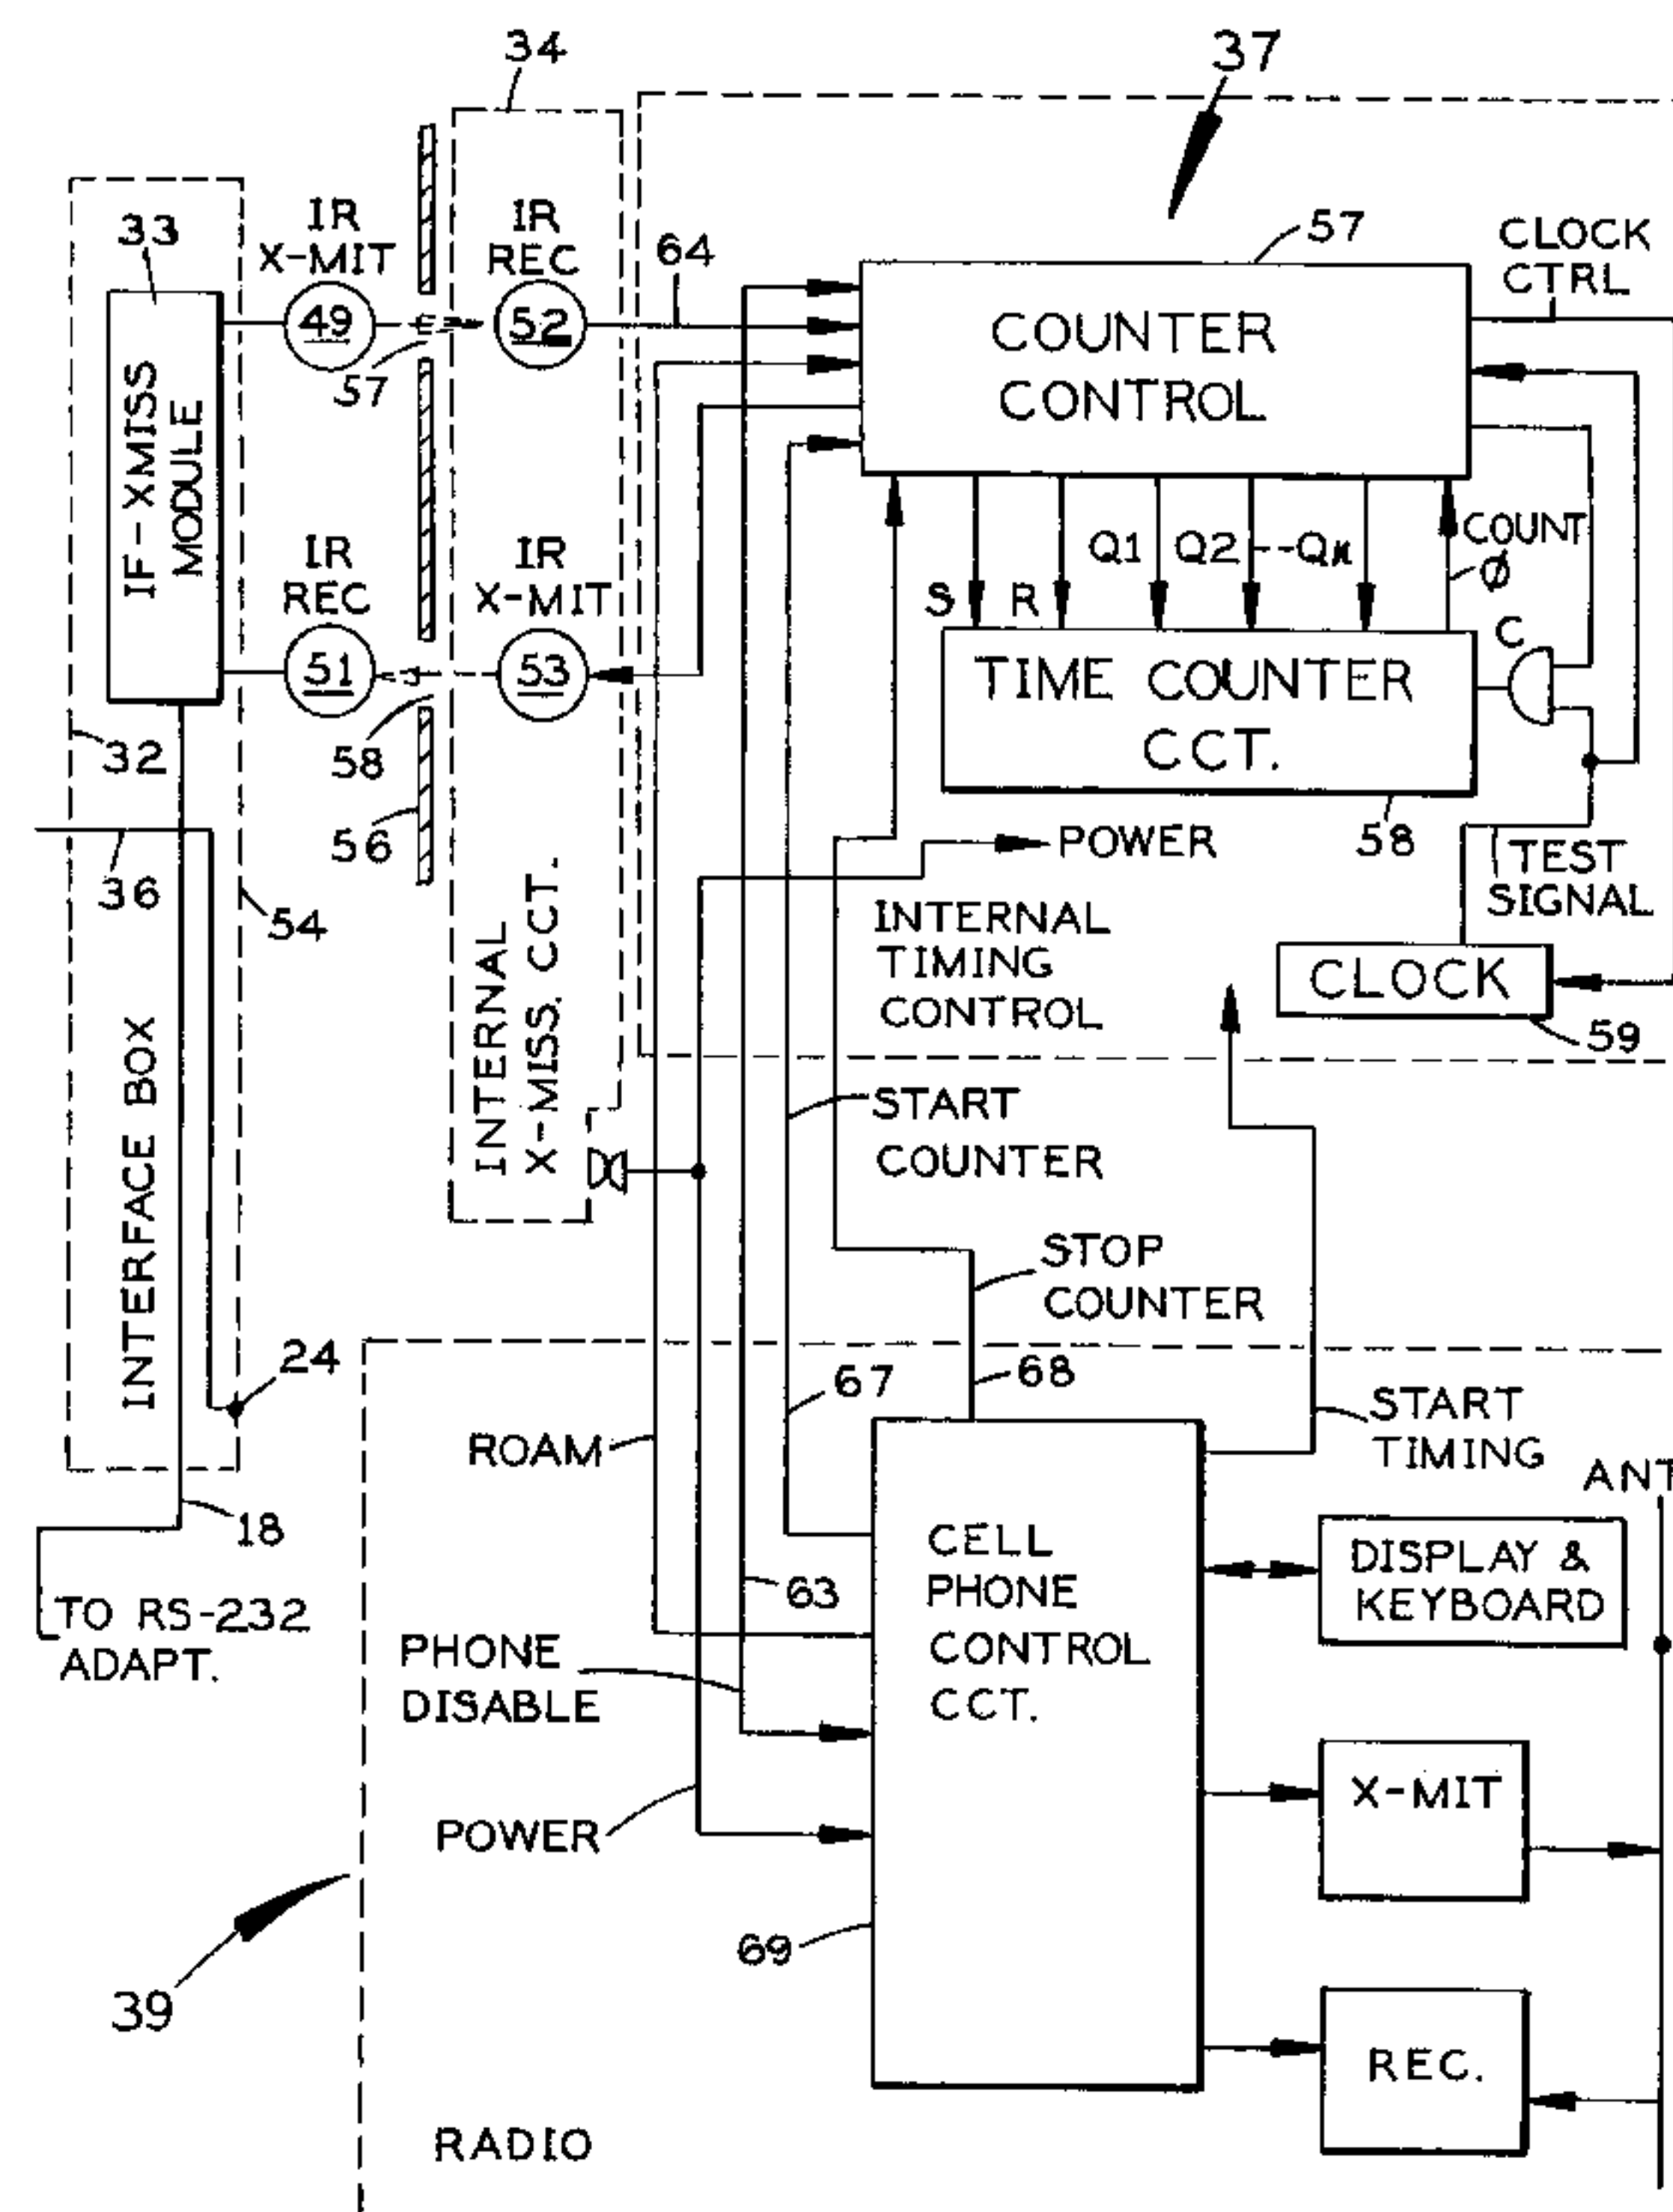 34
37
33
IR
X-MIT
IR
REC
64
57
CLOCK
CTRL
49
52
57
COUNTER
CONTROL
IF-XMISS
MODULE
IR
REC
IR
X-MIT
51
53
58
S
R
Q1
Q2
--QN
COUNT
Ø
C
TIME COUNTER
CCT.
58
32
36
54
56
POWER
TEST
SIGNAL
INTERNAL
TIMING
CONTROL
CLOCK
59
INTERNAL
X-MISS. CCT.
INTERFACE BOX
START
COUNTER
STOP
COUNTER
24
67
68
START
TIMING
ROAM
ANT
18
CELL
PHONE
CONTROL
CCT.
DISPLAY &
KEYBOARD
63
TO RS-232
ADAPT.
PHONE
DISABLE
POWER
X-MIT
69
39
REC.
RADIO